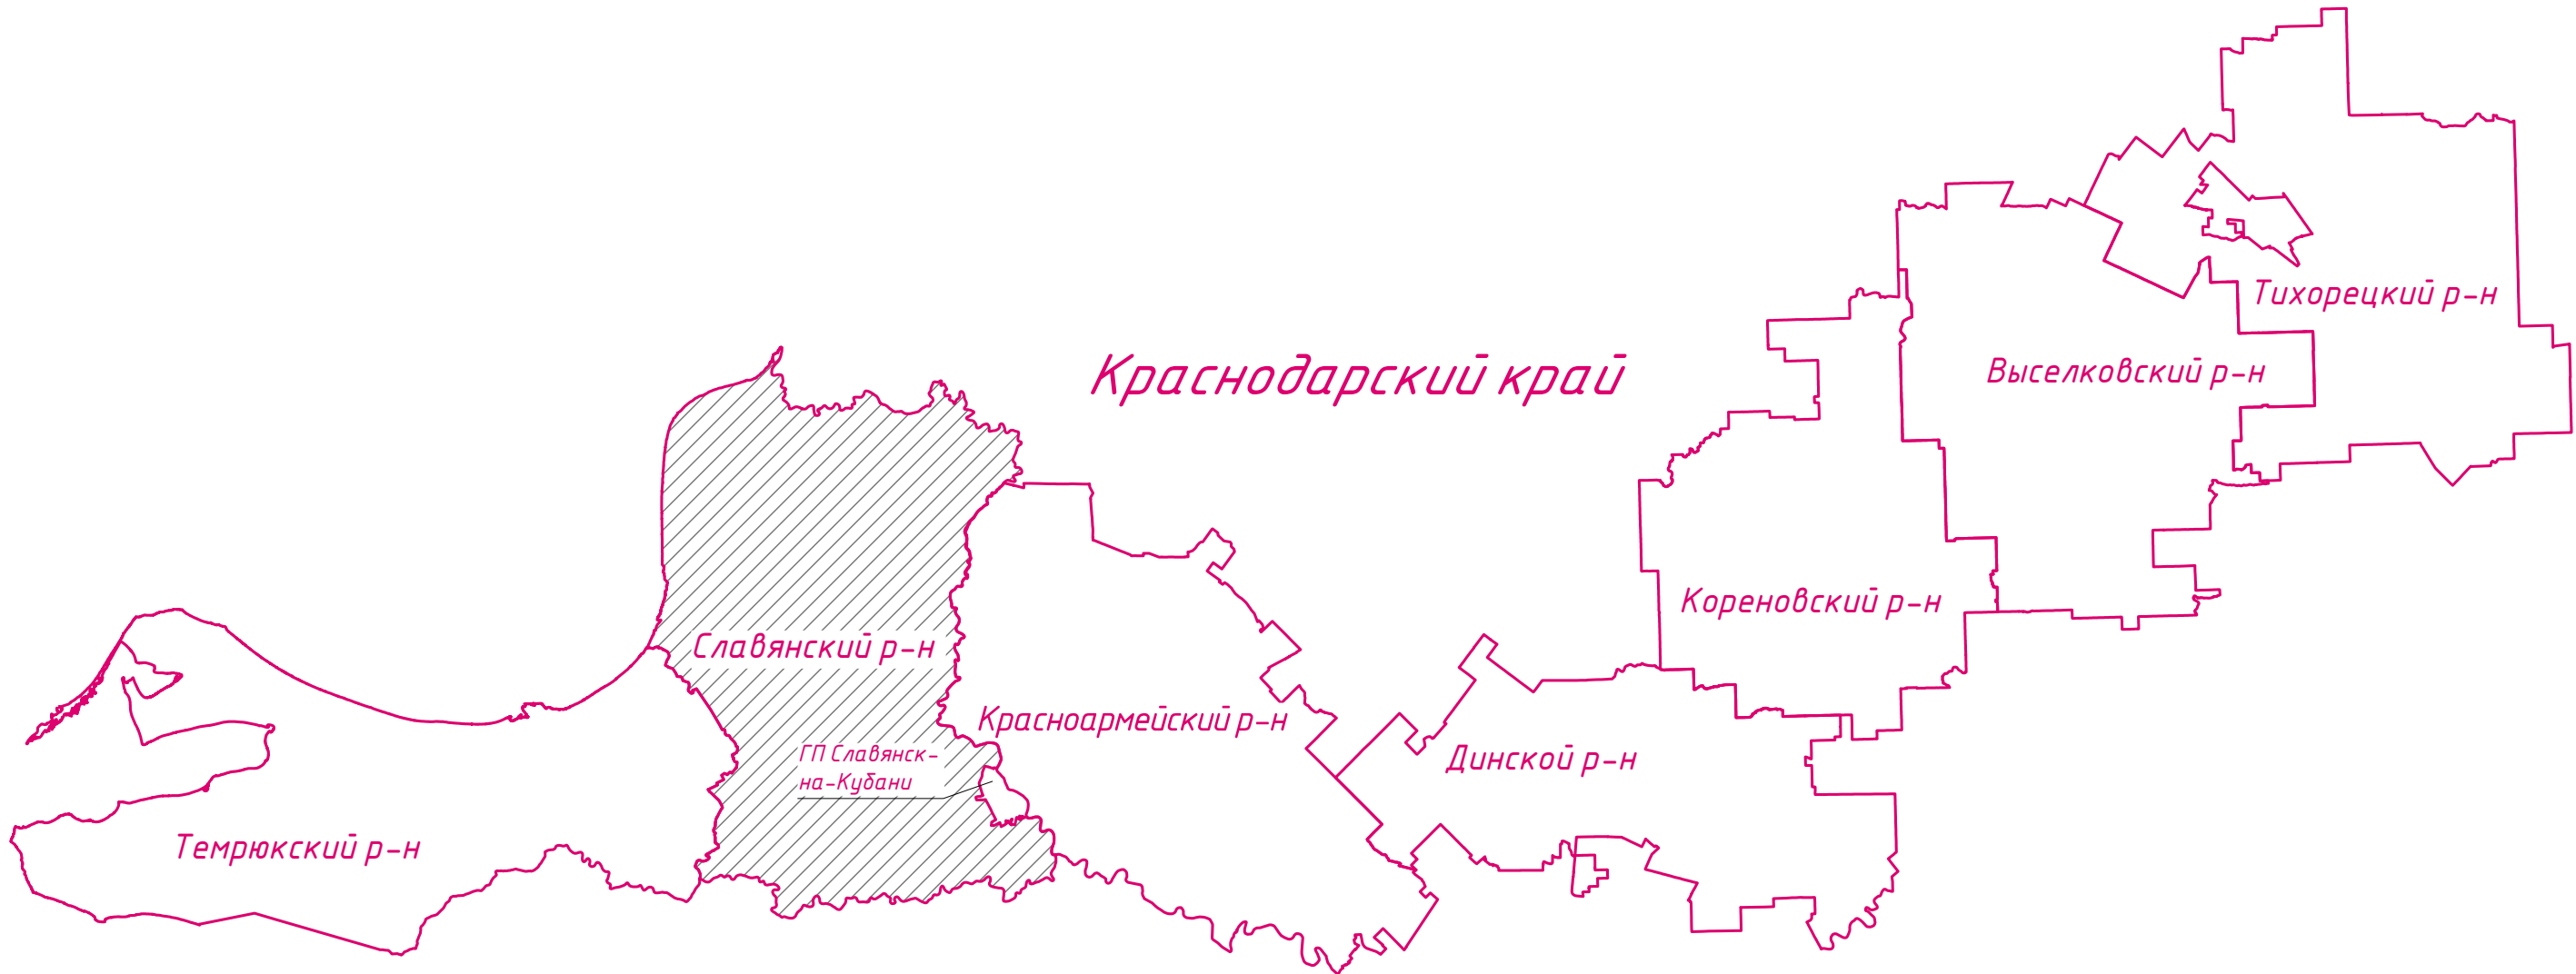 Тихорецкий р-н
Выселковский р-н
Краснодарский край
Кореновский р-н
Славянский р-н
Красноармейский р-н
ГП Славянск-
на-Кубани
Динской р-н
Темрюкский р-н